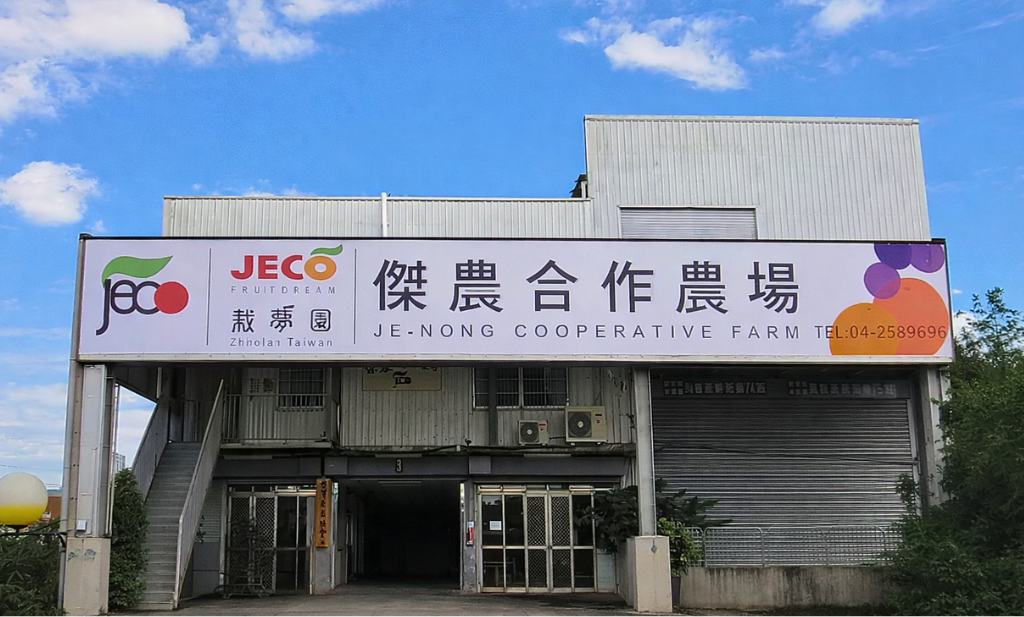 jeco
JECO
FRUITDREAM
栽夢園
Zhholan Taiwan
傑農合作農場
JE-NONG COOPERATIVE FARM TEL:04-2589696